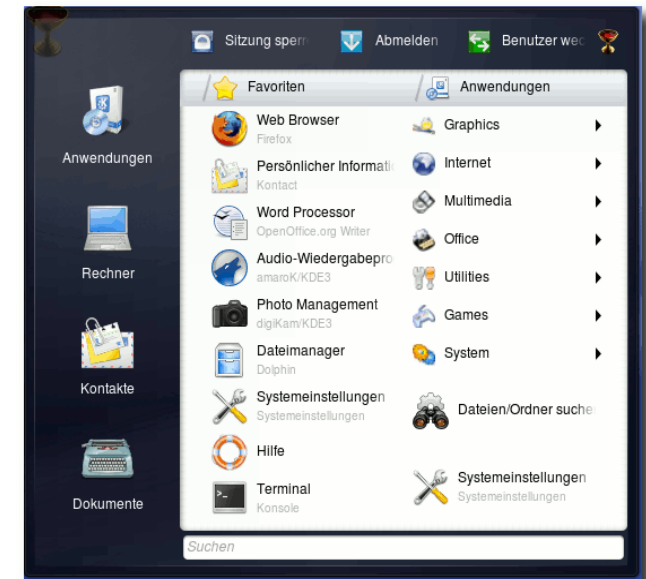 Sitzung sperr
Abmelden
Benutzer wec
Favoriten
Anwendungen
Anwendungen
Rechner
Kontakte
Dokumente
Web Browser
Firefox
Persönlicher Informati
Kontact
Word Processor
OpenOffice.org Writer
Audio-Wiedergabepro
amaroK/KDE3
Photo Management
digiKam/KDE3
Dateimanager
Dolphin
Systemeinstellungen
Systemeinstellungen
Hilfe
Terminal
Konsole
Graphics
Internet
Multimedia
Office
Utilities
Games
System
Dateien/Ordner suche
Systemeinstellungen
Systemeinstellungen
Suchen